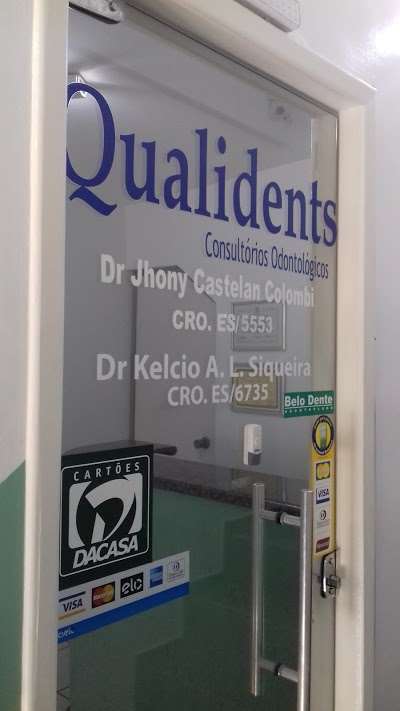 Qualidents
Consultórios Odontológicos
Dr Jhony Castelan Colombi
CRO. ES/5553
Dr Kelcio A. L. Siqueira
CRO. ES/6735
Belo Dente
CARTÕES
DACASA
VISA
MasterCard
elo
VISA